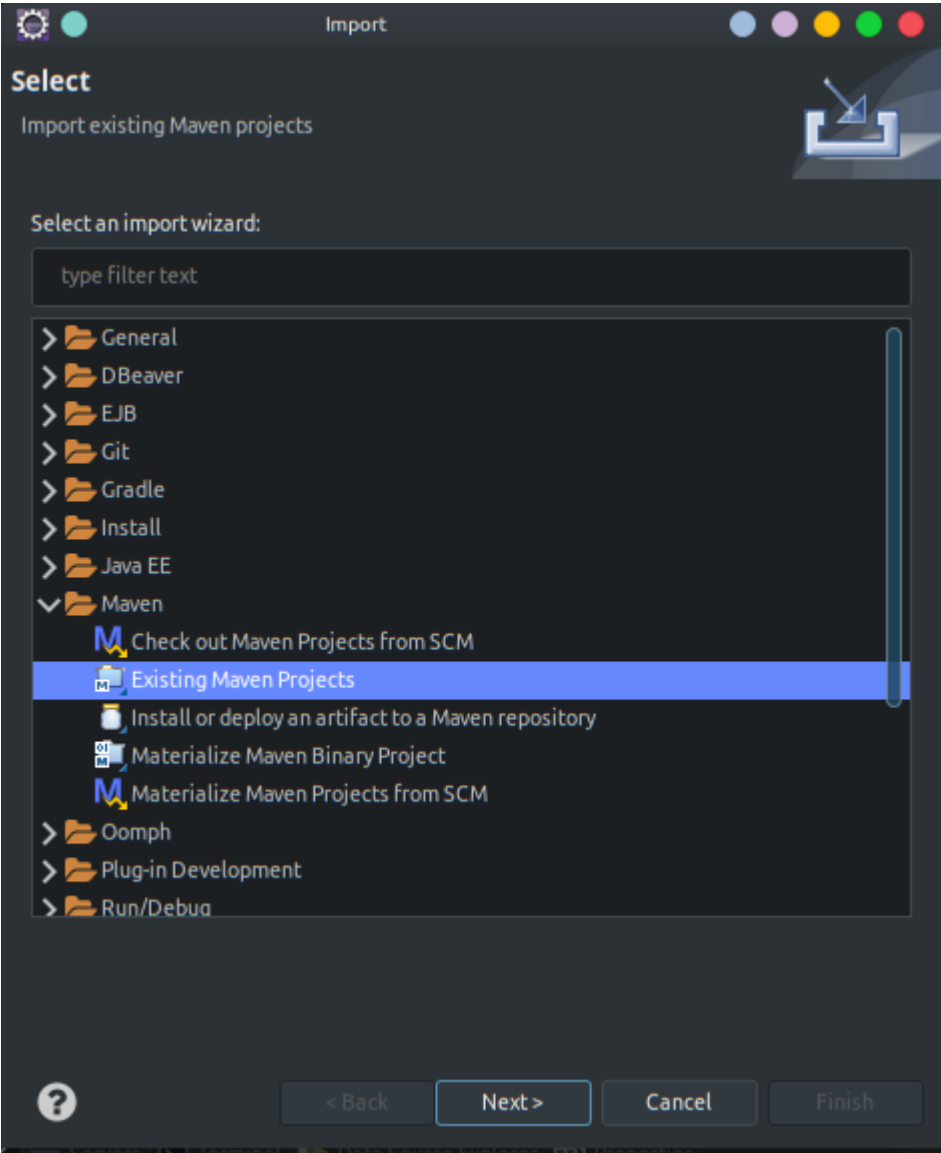 Import
Select
Import existing Maven projects
Select an import wizard:
type filter text
General
DBeaver
EJB
Git
Gradle
Install
Java EE
Maven
Check out Maven Projects from SCM
Existing Maven Projects
Install or deploy an artifact to a Maven repository
Materialize Maven Binary Project
Materialize Maven Projects from SCM
Oomph
Plug-in Development
Run/Debug
< Back Next > Cancel Finish